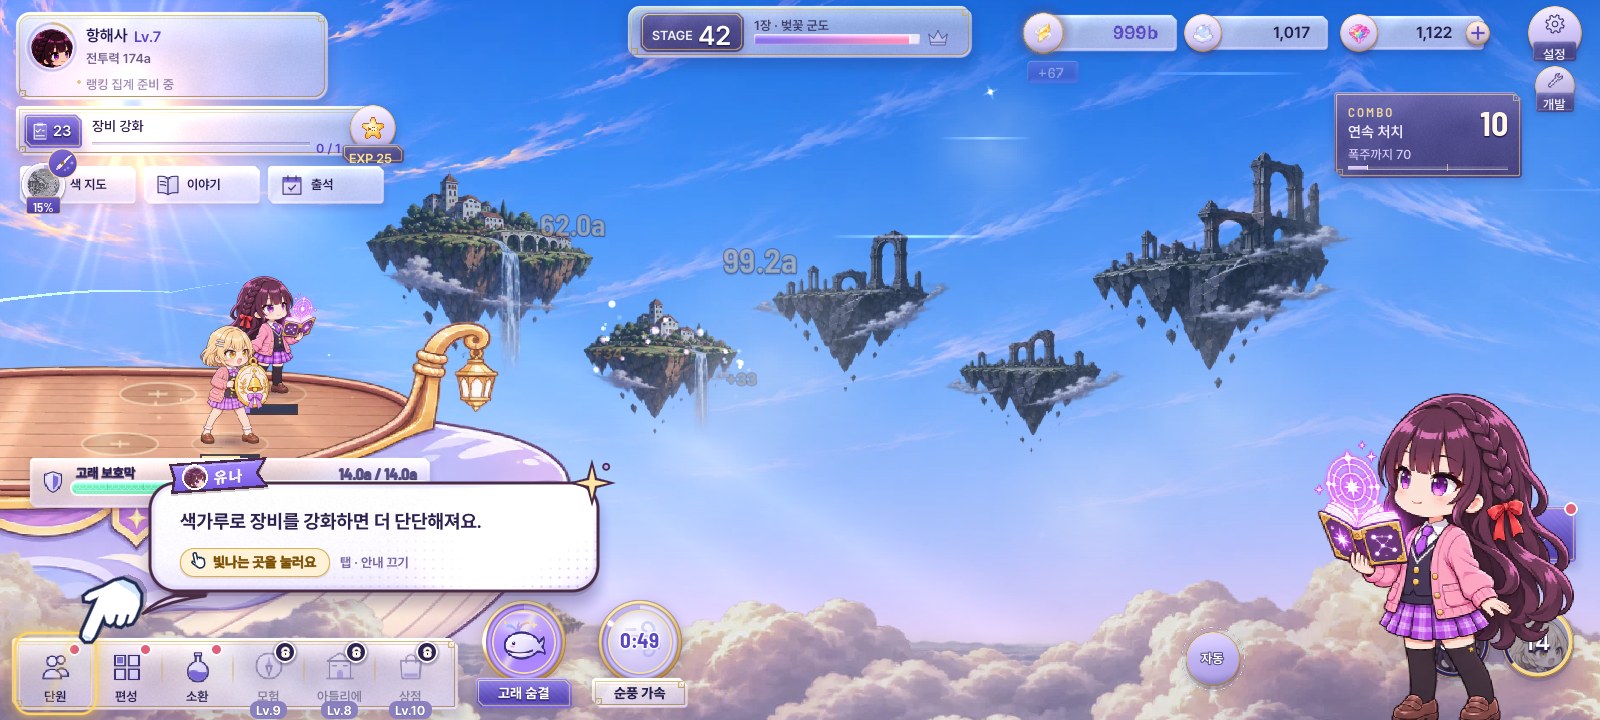 항해사 Lv.7
전투력 174a
랭킹 집계 준비 중
STAGE 42
1장 · 벚꽃 군도
999b
+67
1,017
1,122
설정
개발
23
장비 강화
0 / 1
EXP 25
색 지도
15%
이야기
출석
COMBO
연속 처치
10
폭주까지 70
62.0a
99.2a
+33
고래 보호막
14.0a / 14.0a
유나
색가루로 장비를 강화하면 더 단단해져요.
빛나는 곳을 눌러요
탭 · 안내 끄기
단원
편성
소환
모험
Lv.9
아틀리에
Lv.8
상점
Lv.10
고래 숨결
0:49
순풍 가속
자동